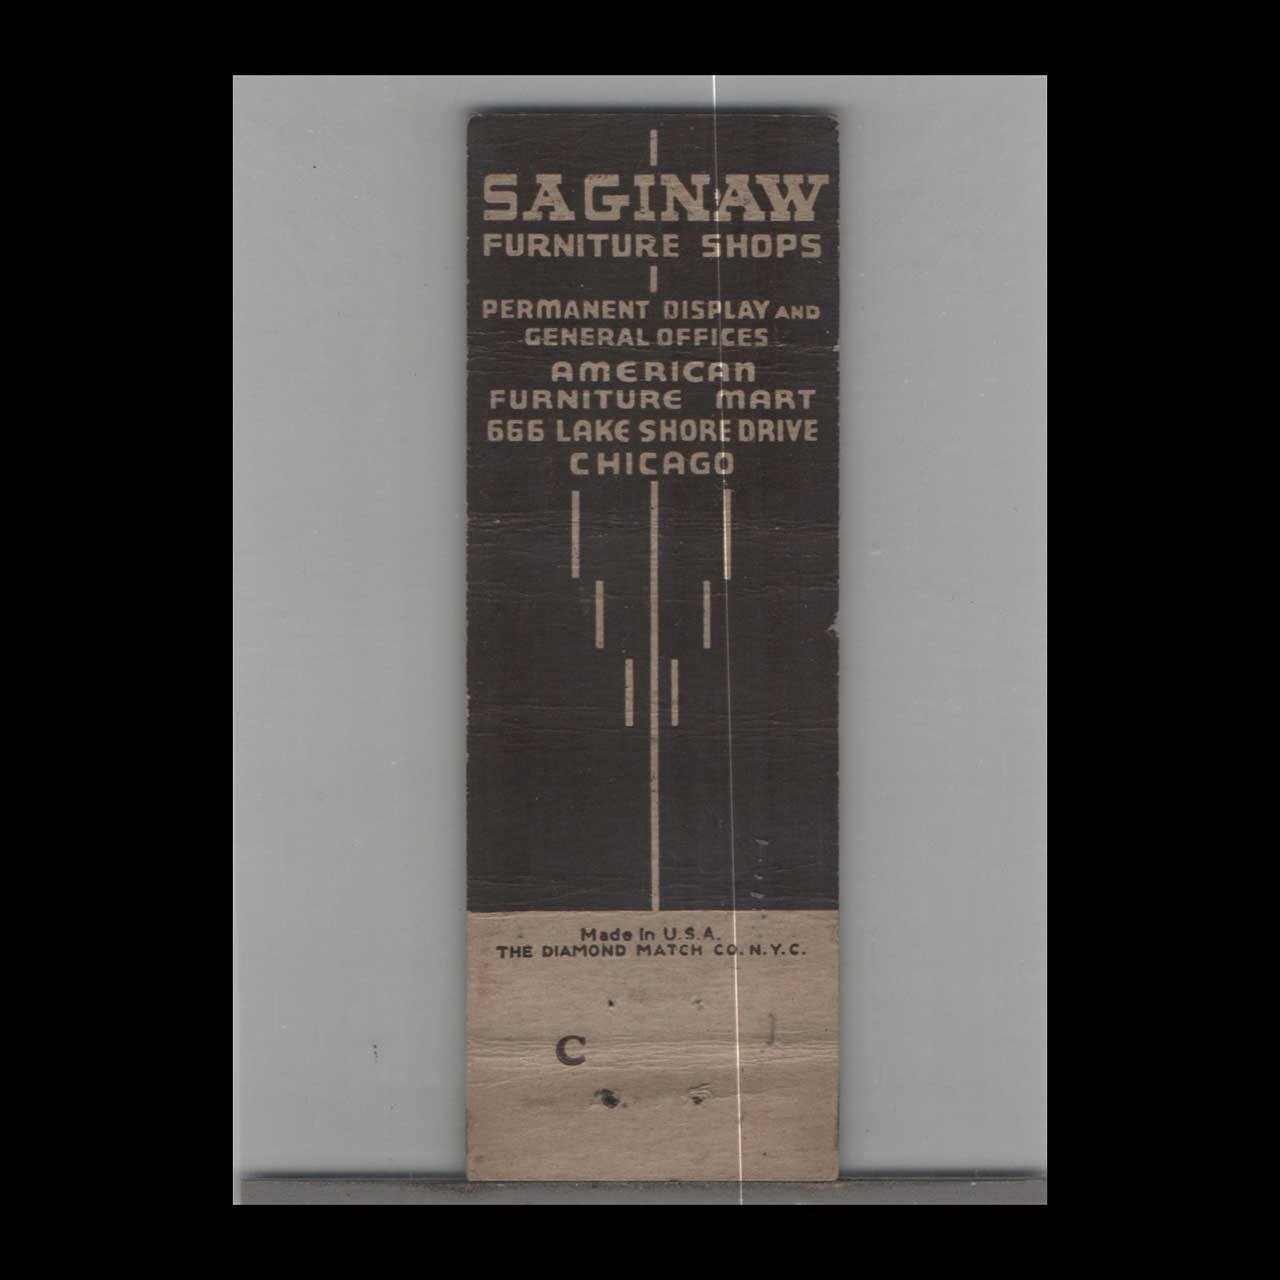 SAGINAW
FURNITURE SHOPS
PERMANENT DISPLAY AND
GENERAL OFFICES
AMERICAN
FURNITURE MART
666 LAKE SHORE DRIVE
CHICAGO
Made In U.S.A.
THE DIAMOND MATCH CO. N.Y.C.
C